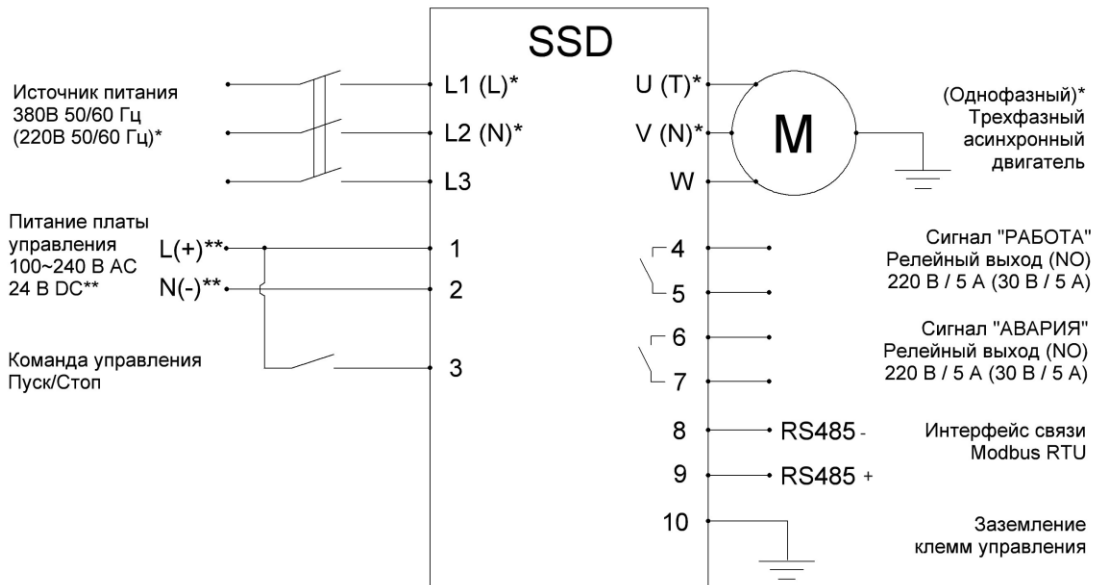 SSD
Источник питания
380В 50/60 Гц
(220В 50/60 Гц)*
L1 (L)*
L2 (N)*
L3
U (T)*
V (N)*
W
M
(Однофазный)*
Трехфазный
асинхронный
двигатель
Питание платы
управления
100~240 В AC
24 В DC**
L(+)**
N(-)**
1
2
Команда управления
Пуск/Стоп
3
4
5
Сигнал "РАБОТА"
Релейный выход (NO)
220 В / 5 А (30 В / 5 А)
6
7
Сигнал "АВАРИЯ"
Релейный выход (NO)
220 В / 5 А (30 В / 5 А)
8
RS485 -
9
RS485 +
Интерфейс связи
Modbus RTU
10
Заземление
клемм управления